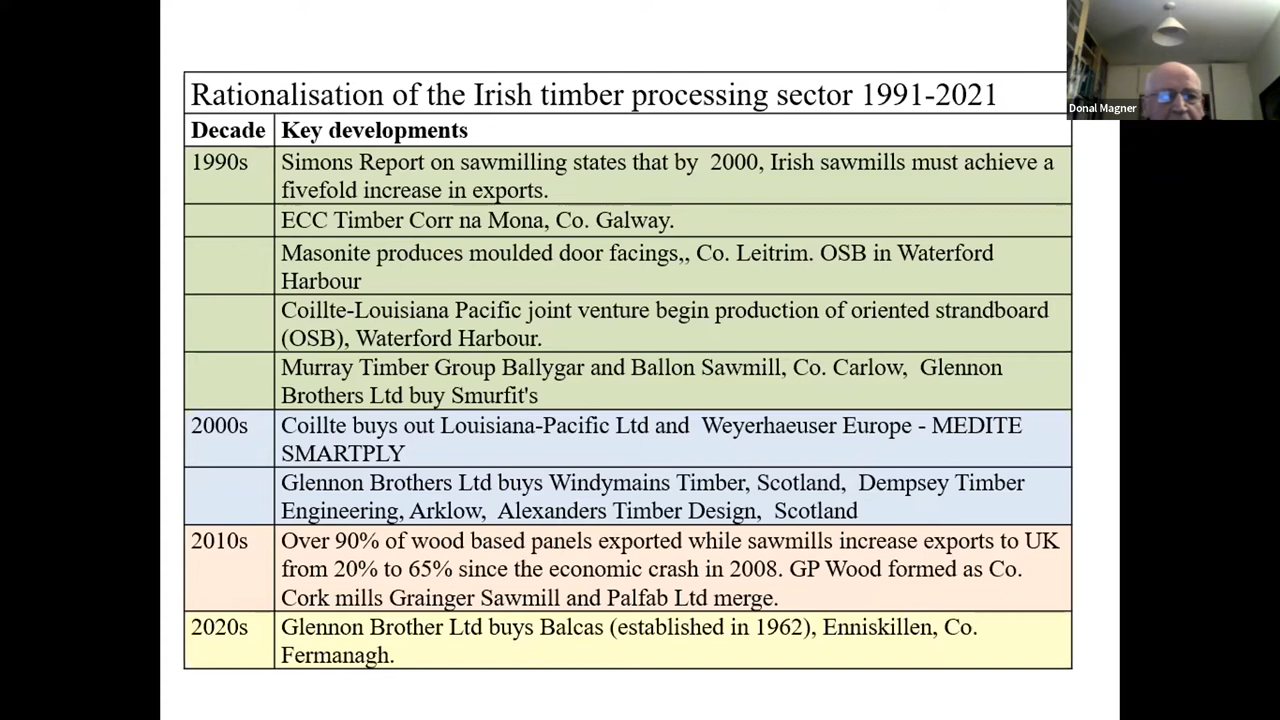 Rationalisation of the Irish timber processing sector 1991-2021
Donal Magner
Decade Key developments
1990s Simons Report on sawmilling states that by 2000, Irish sawmills must achieve a
fivefold increase in exports.
ECC Timber Corr na Mona, Co. Galway.
Masonite produces moulded door facings,, Co. Leitrim. OSB in Waterford
Harbour
Coillte-Louisiana Pacific joint venture begin production of oriented strandboard
(OSB), Waterford Harbour.
Murray Timber Group Ballygar and Ballon Sawmill, Co. Carlow, Glennon
Brothers Ltd buy Smurfit's
2000s Coillte buys out Louisiana-Pacific Ltd and Weyerhaeuser Europe - MEDITE
SMARTPLY
Glennon Brothers Ltd buys Windymains Timber, Scotland, Dempsey Timber
Engineering, Arklow, Alexanders Timber Design, Scotland
2010s Over 90% of wood based panels exported while sawmills increase exports to UK
from 20% to 65% since the economic crash in 2008. GP Wood formed as Co.
Cork mills Grainger Sawmill and Palfab Ltd merge.
2020s Glennon Brother Ltd buys Balcas (established in 1962), Enniskillen, Co.
Fermanagh.